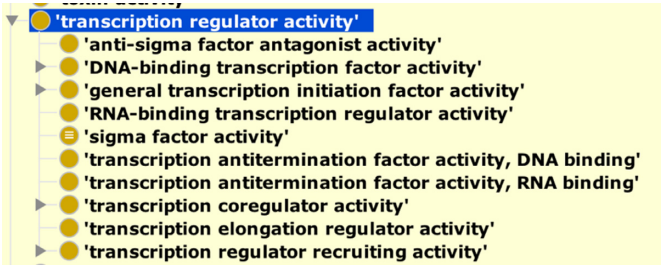 'transcription regulator activity'
'anti-sigma factor antagonist activity'
'DNA-binding transcription factor activity'
'general transcription initiation factor activity'
'RNA-binding transcription regulator activity'
'sigma factor activity'
'transcription antitermination factor activity, DNA binding'
'transcription antitermination factor activity, RNA binding'
'transcription coregulator activity'
'transcription elongation regulator activity'
'transcription regulator recruiting activity'